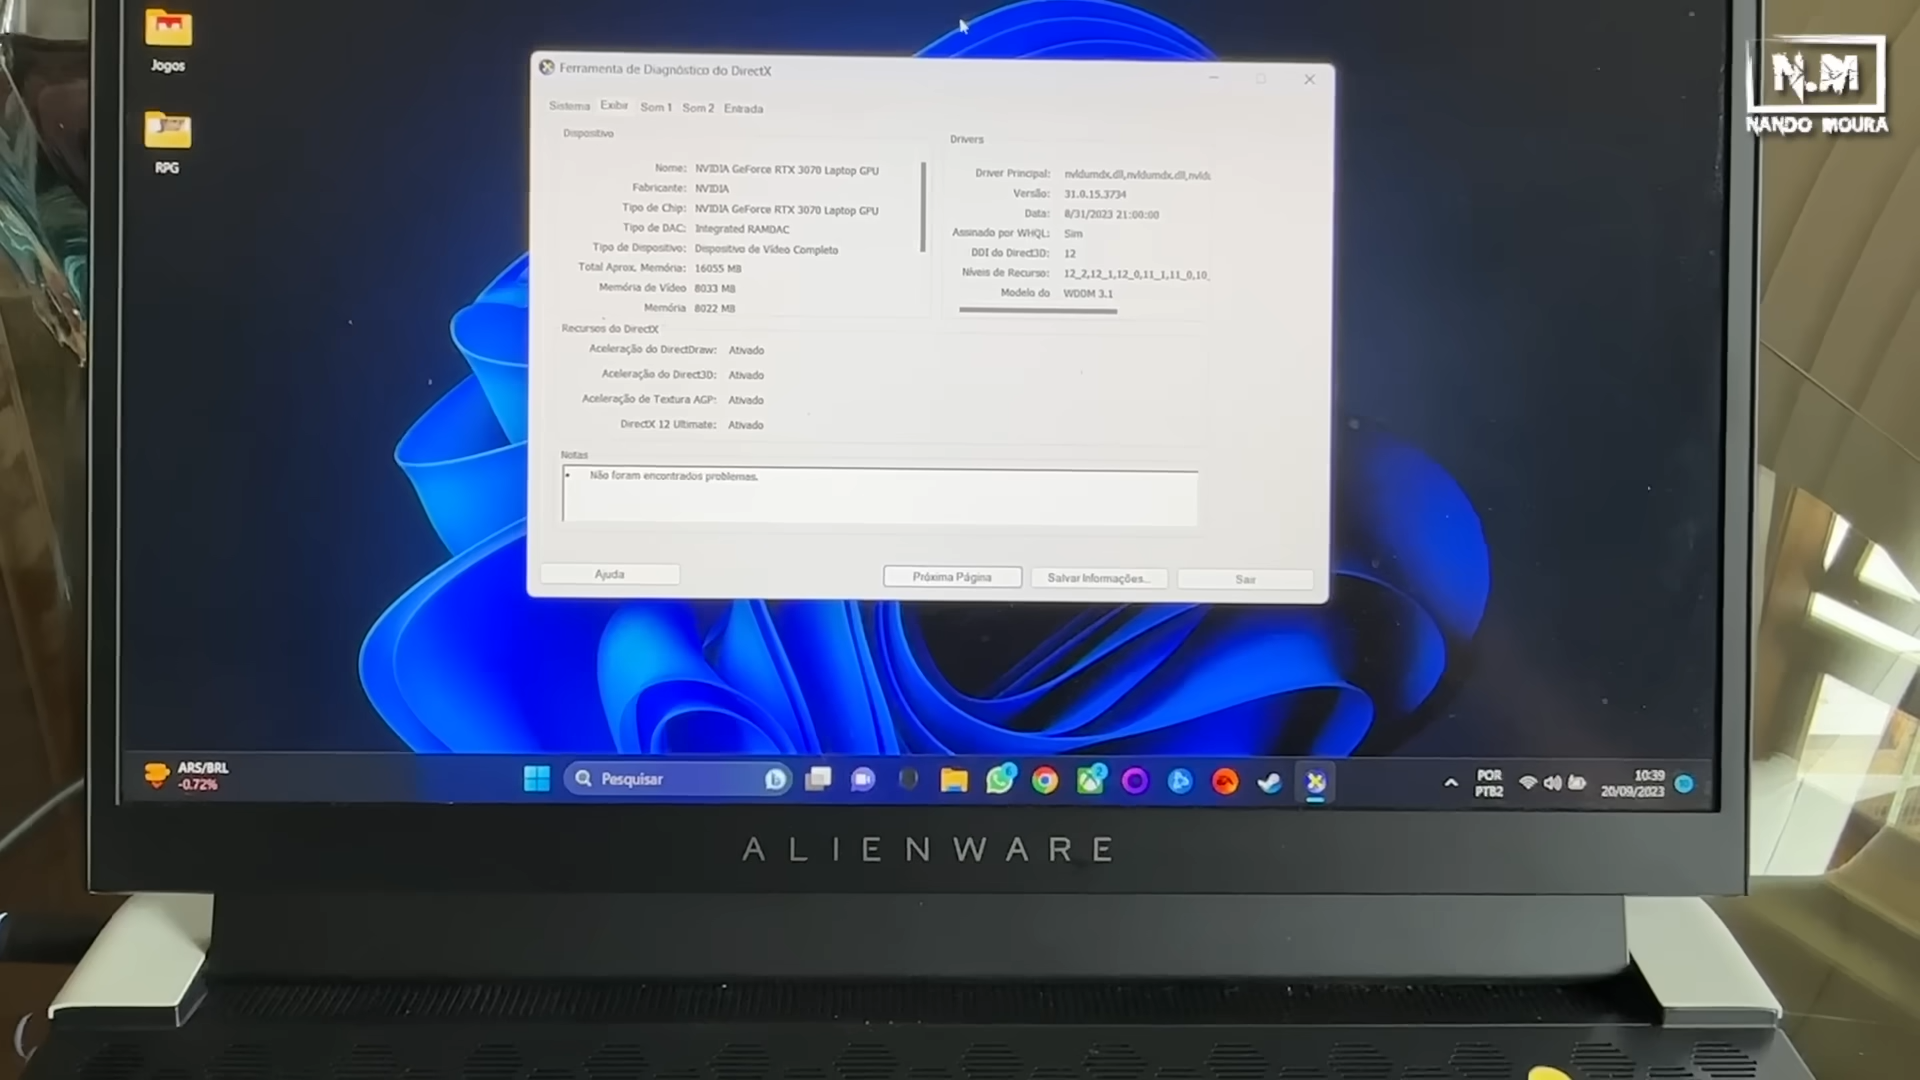 Jogos
RPG
N.M
NANDO MOURA
Ferramenta de Diagnóstico do DirectX
Sistema Exibir Som 1 Som 2 Entrada
Dispositivo
Nome: NVIDIA GeForce RTX 3070 Laptop GPU
Fabricante: NVIDIA
Tipo de Chip: NVIDIA GeForce RTX 3070 Laptop GPU
Tipo de DAC: Integrated RAMDAC
Tipo de Dispositivo: Dispositivo de Vídeo Completo
Total Aprox. Memória: 16055 MB
Memória de Vídeo 8033 MB
Memória 8022 MB
Drivers
Driver Principal: nvldumdx.dll,nvldumdx.dll,nvldu
Versão: 31.0.15.3734
Data: 8/31/2023 21:00:00
Assinado por WHQL: Sim
DDI do Direct3D: 12
Níveis de Recurso: 12_2,12_1,12_0,11_1,11_0,10_
Modelo do WDDM 3.1
Recursos do DirectX
Aceleração do DirectDraw: Ativado
Aceleração do Direct3D: Ativado
Aceleração de Textura AGP: Ativado
DirectX 12 Ultimate: Ativado
Notas
• Não foram encontrados problemas.
Ajuda
Próxima Página
Salvar Informações...
Sair
ARS/BRL
-0.72%
Pesquisar
POR
PTB2
10:39
20/09/2023
ALIENWARE